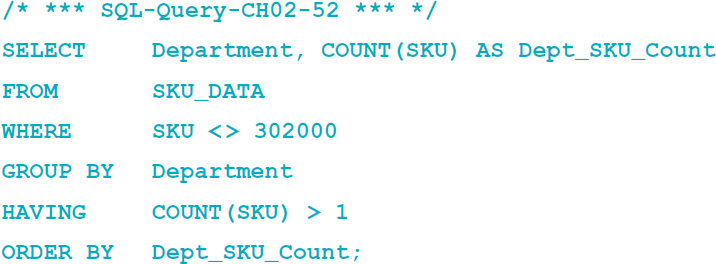 /* *** SQL-Query-CH02-52 *** */
SELECT Department, COUNT(SKU) AS Dept_SKU_Count
FROM SKU_DATA
WHERE SKU <> 302000
GROUP BY Department
HAVING COUNT(SKU) > 1
ORDER BY Dept_SKU_Count;